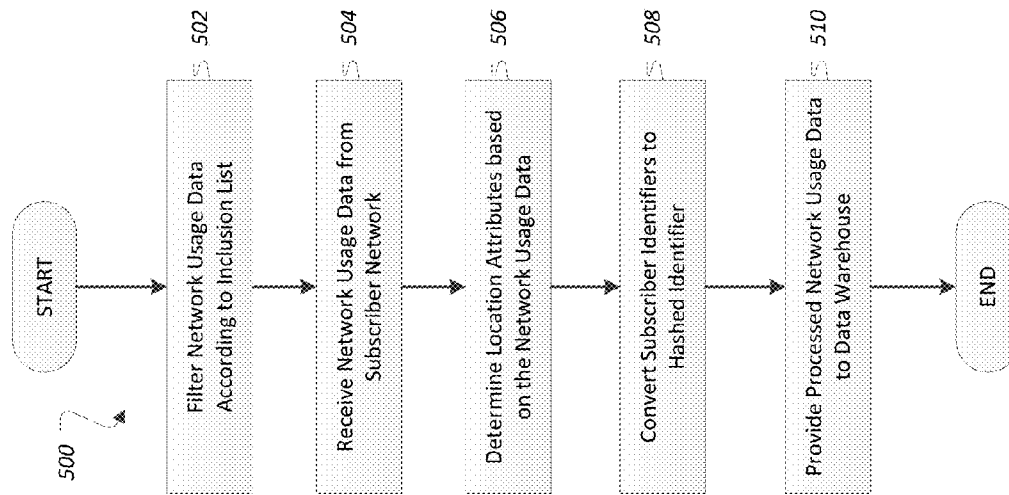 500
START
Filter Network Usage Data
According to Inclusion List
502
Receive Network Usage Data from
Subscriber Network
504
Determine Location Attributes based
on the Network Usage Data
506
Convert Subscriber Identifiers to
Hashed Identifier
508
Provide Processed Network Usage Data
to Data Warehouse
510
END